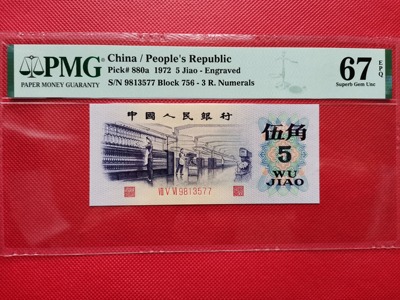 PMG
PAPER MONEY GUARANTY
China / People's Republic
Pick# 880a 1972 5 Jiao - Engraved
S/N 9813577 Block 756 - 3 R. Numerals
67 EPQ
Superb Gem Unc
中國人民銀行
伍角
5
WU
JIAO
VII V VI 9813577